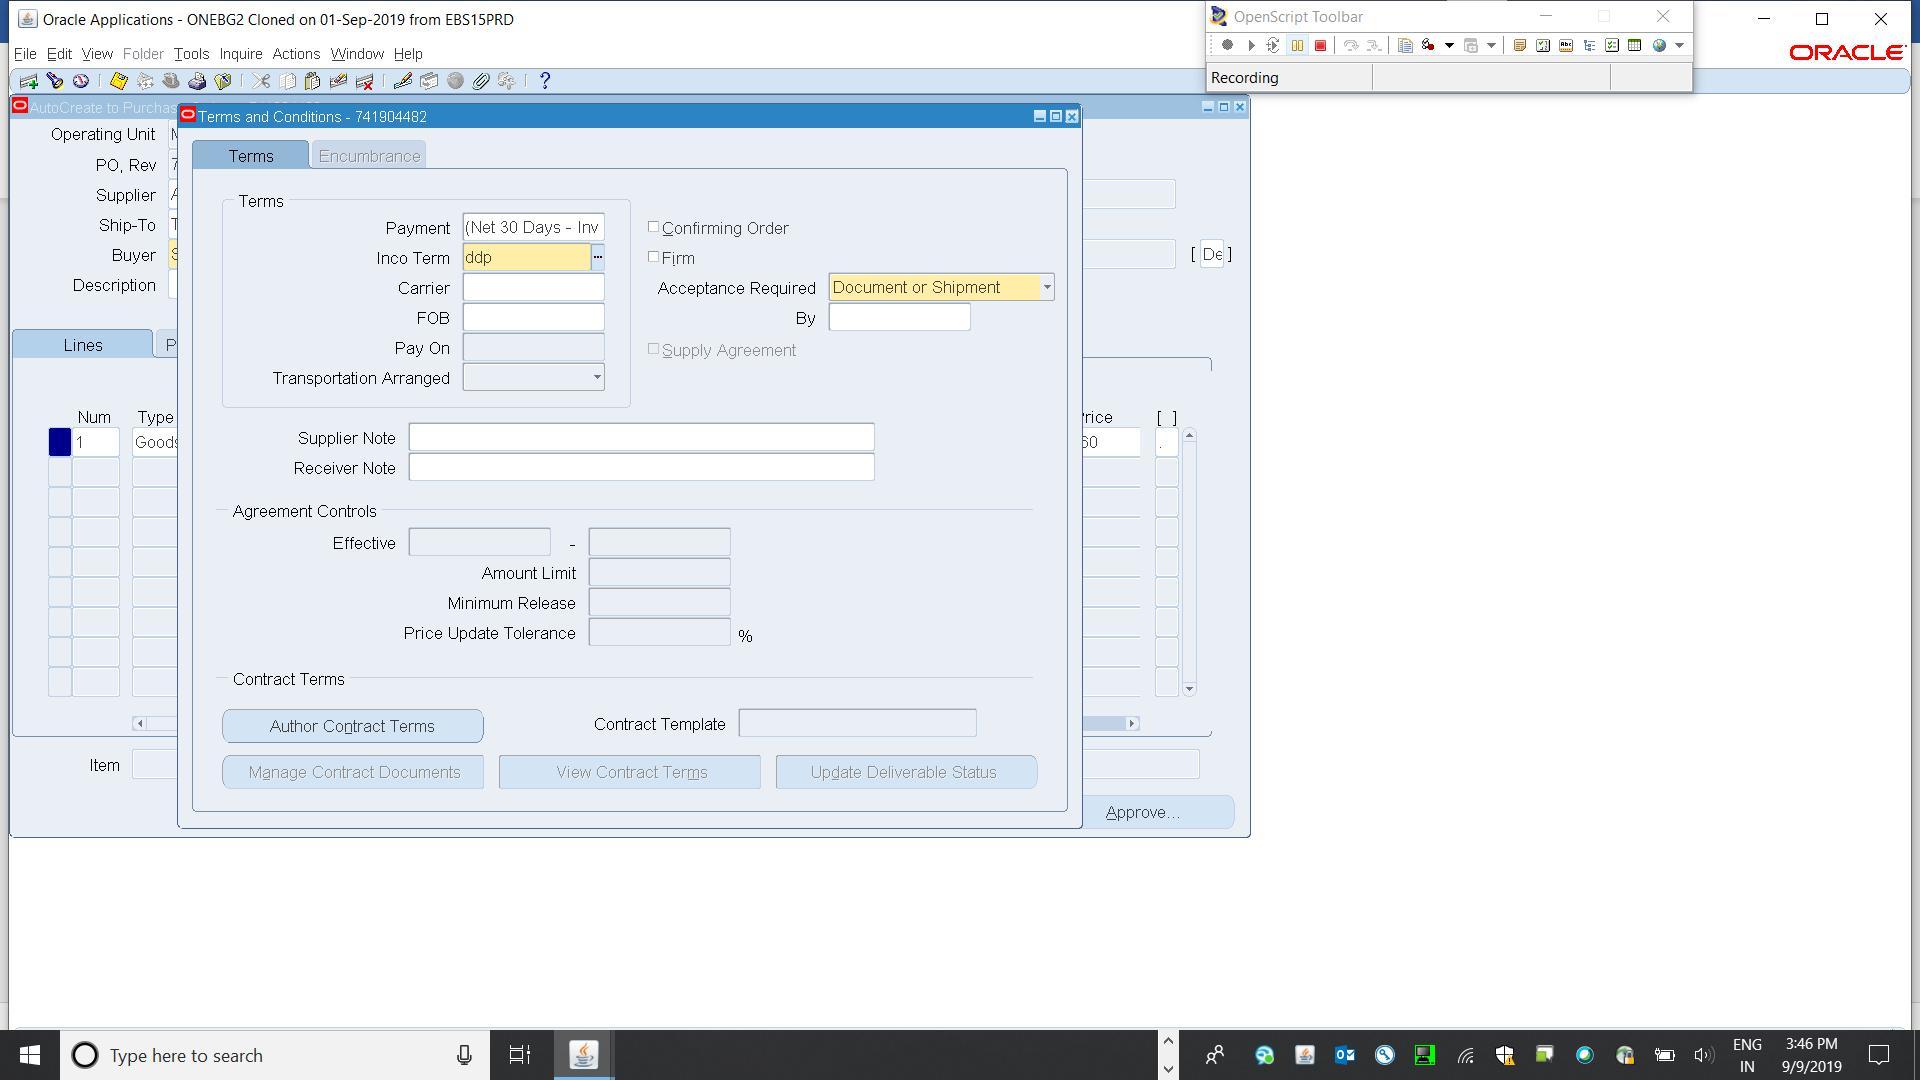 Oracle Applications - ONEBG2 Cloned on 01-Sep-2019 from EBS15PRD
OpenScript Toolbar
File Edit View Folder Tools Inquire Actions Window Help
ORACLE
Recording
AutoCreate to Purchas
Terms and Conditions - 741904482
Operating Unit
PO, Rev 7
Supplier A
Ship-To T
Buyer S
Description
[ De ]
Terms Encumbrance
Terms
Payment (Net 30 Days - Inv
Confirming Order
Inco Term ddp ...
Firm
Carrier
Acceptance Required Document or Shipment
FOB
By
Pay On
Supply Agreement
Transportation Arranged
Lines P
Num Type Price [ ]
1 Goods 60 .
Supplier Note
Receiver Note
Agreement Controls
Effective -
Amount Limit
Minimum Release
Price Update Tolerance %
Contract Terms
Author Contract Terms
Contract Template
Manage Contract Documents View Contract Terms Update Deliverable Status
Item
Approve...
Type here to search
ENG
IN
3:46 PM
9/9/2019